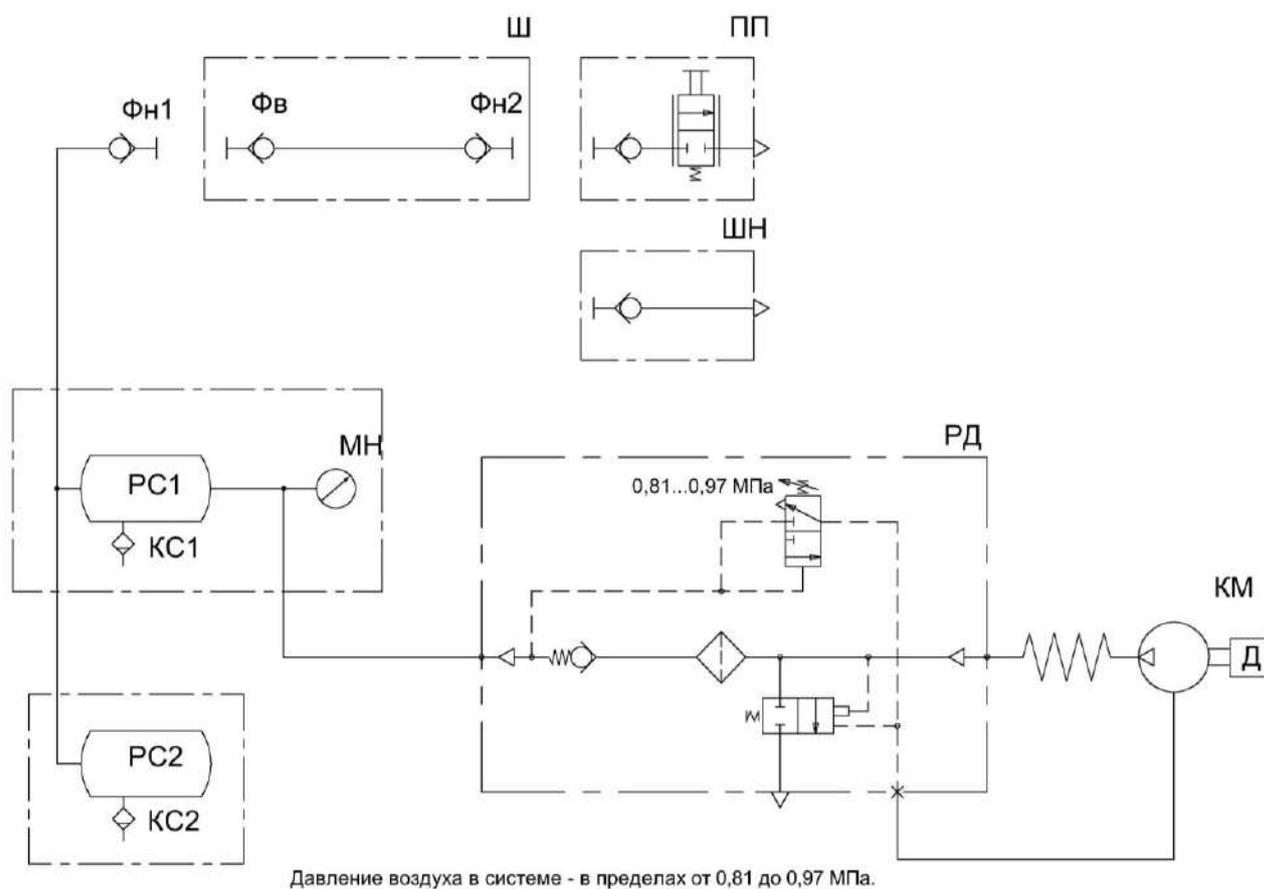 Ш
ПП
Фн1
Фв
Фн2
ШН
МН
РД
РС1
0,81...0,97 МПа
КС1
КМ
Д
РС2
КС2
Давление воздуха в системе - в пределах от 0,81 до 0,97 МПа.